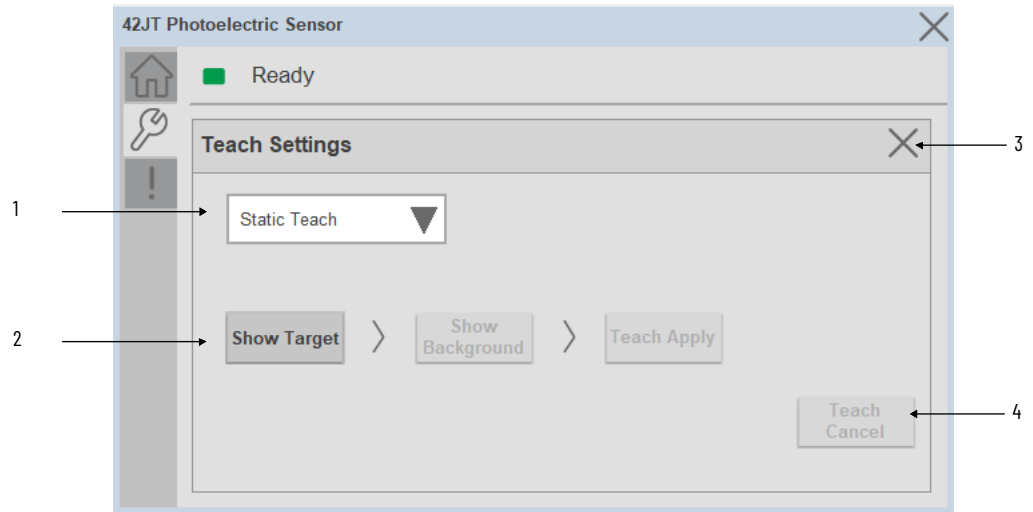 42JT Photoelectric Sensor
Ready
Teach Settings
3
1
Static Teach
2
Show Target
Show
Background
Teach Apply
Teach
Cancel
4